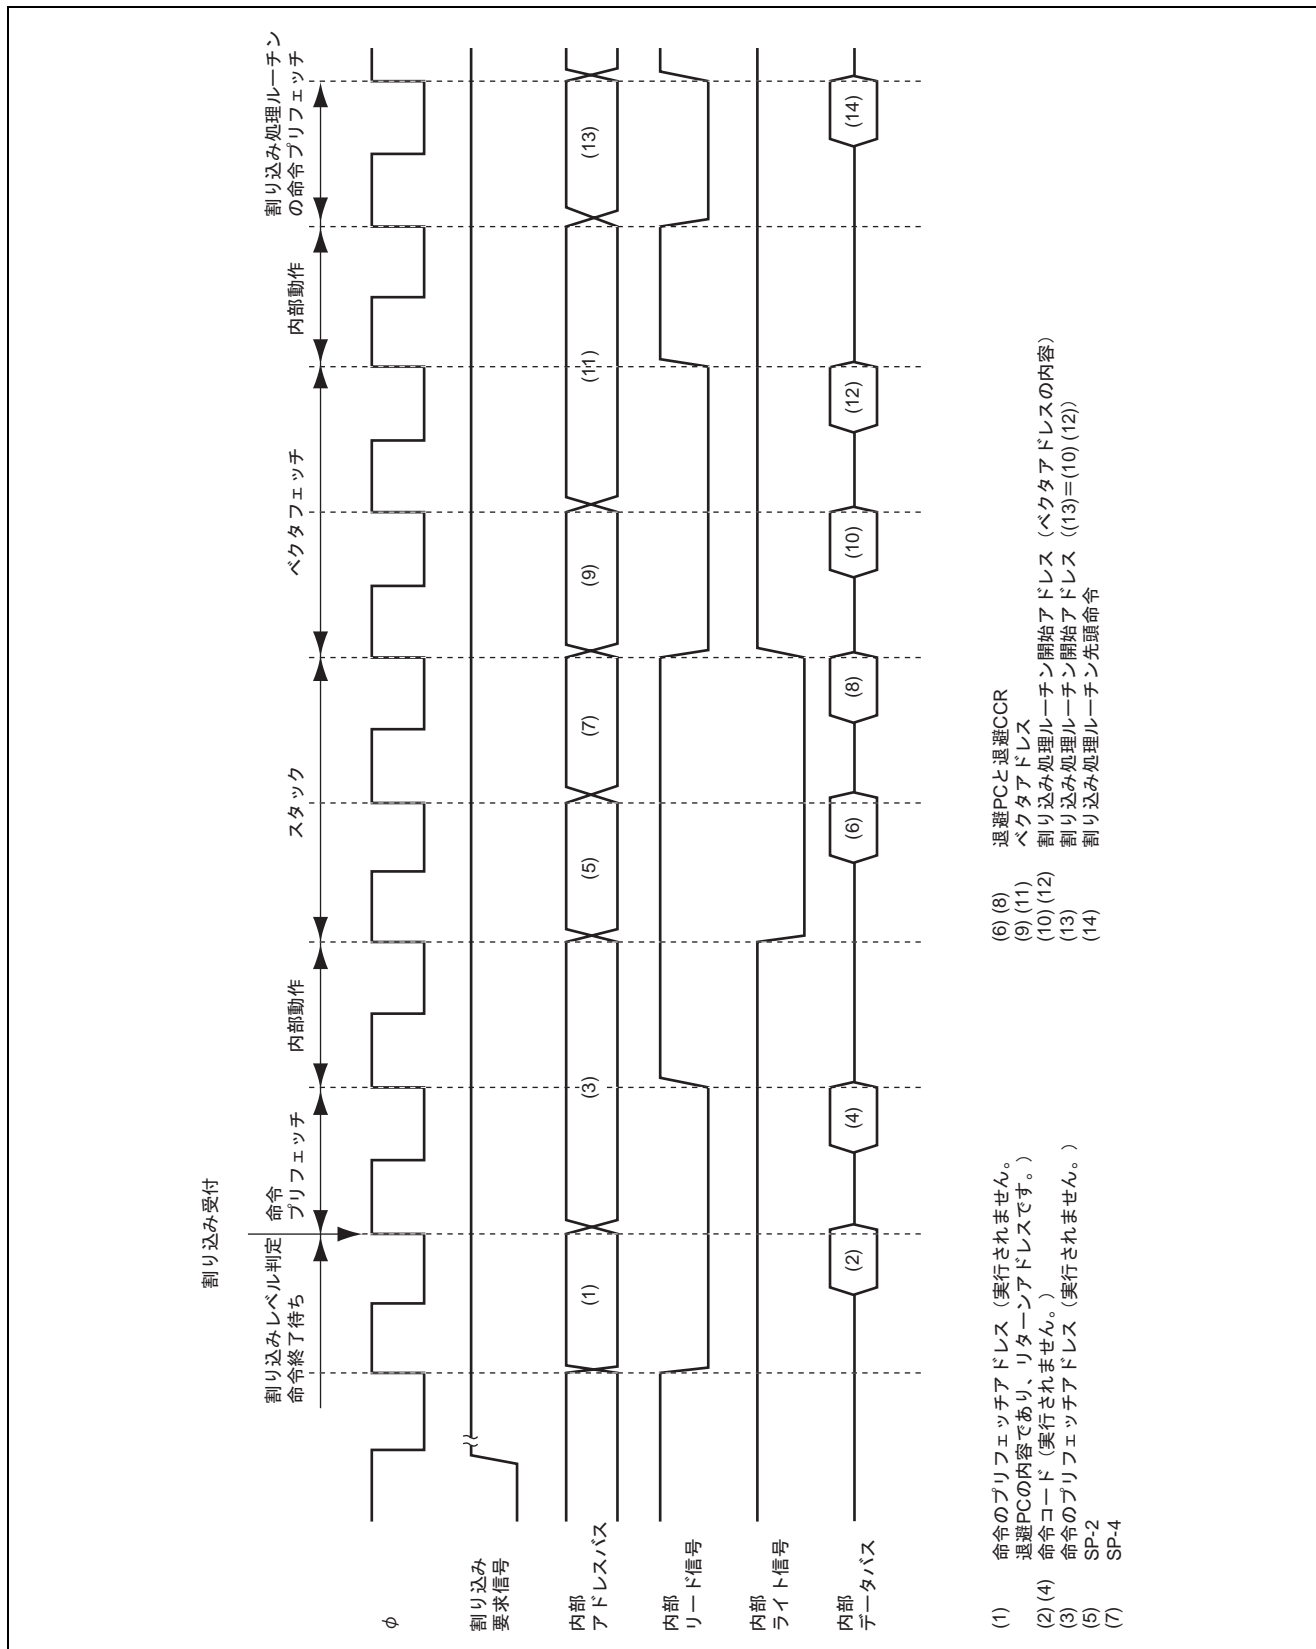 割り込み受付
割り込みレベル判定
命令終了待ち
命令
プリフェッチ
内部動作
スタック
ベクタフェッチ
内部動作
割り込み処理ルーチン
の命令プリフェッチ
φ
割り込み
要求信号
内部
アドレスバス
(1)
(3)
(5)
(7)
(9)
(11)
(13)
内部
リード信号
内部
ライト信号
内部
データバス
(2)
(4)
(6)
(8)
(10)
(12)
(14)
(1) 命令のプリフェッチアドレス（実行されません。
退避PCの内容であり、リターンアドレスです。）
(2) (4) 命令コード（実行されません。）
(3) 命令のプリフェッチアドレス（実行されません。）
(5) SP-2
(7) SP-4
(6) (8) 退避PCと退避CCR
(9) (11) ベクタアドレス
(10) (12) 割り込み処理ルーチン開始アドレス（ベクタアドレスの内容）
(13) 割り込み処理ルーチン開始アドレス（(13)＝(10) (12)）
(14) 割り込み処理ルーチン先頭命令